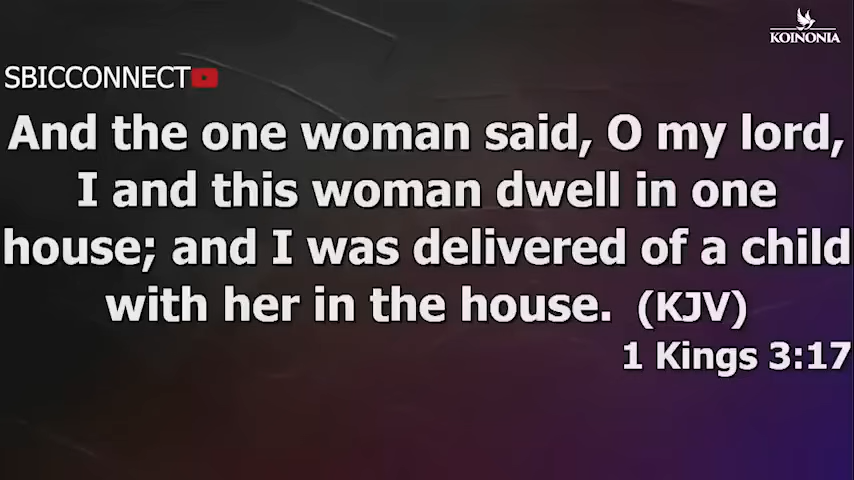 KOINONIA
SBICCONNECT
And the one woman said, O my lord,
I and this woman dwell in one
house; and I was delivered of a child
with her in the house. (KJV)
1 Kings 3:17